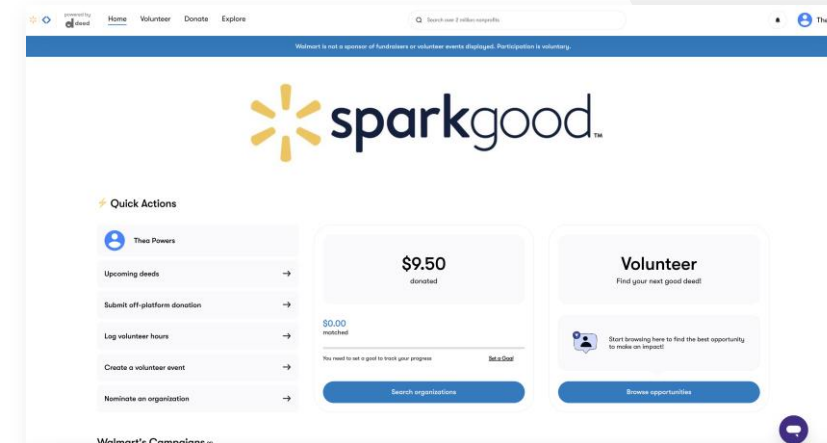 powered by
deed
Home Volunteer Donate Explore
Search over 2 million nonprofits
The
Walmart is not a sponsor of fundraisers or volunteer events displayed. Participation is voluntary.
sparkgood™
Quick Actions
Thea Powers
Upcoming deeds
Submit off-platform donation
Log volunteer hours
Create a volunteer event
Nominate an organization
$9.50
donated
$0.00
matched
You need to set a goal to track your progress
Set a Goal
Search organizations
Volunteer
Find your next good deed!
Start browsing here to find the best opportunity
to make an impact!
Browse opportunities
Walmart's Campaigns